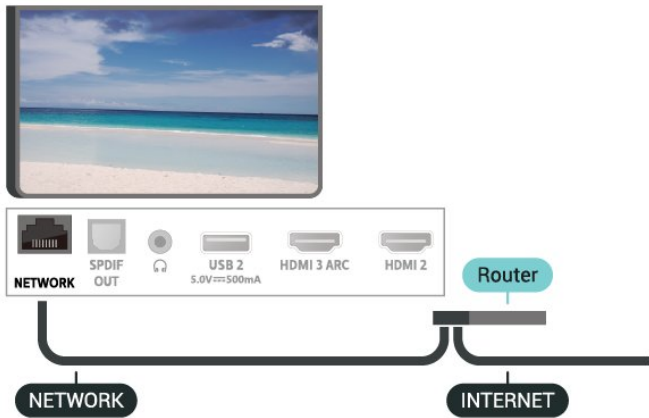 NETWORK
SPDIF
OUT
USB 2
5.0V⎓500mA
HDMI 3 ARC
HDMI 2
Router
NETWORK
INTERNET